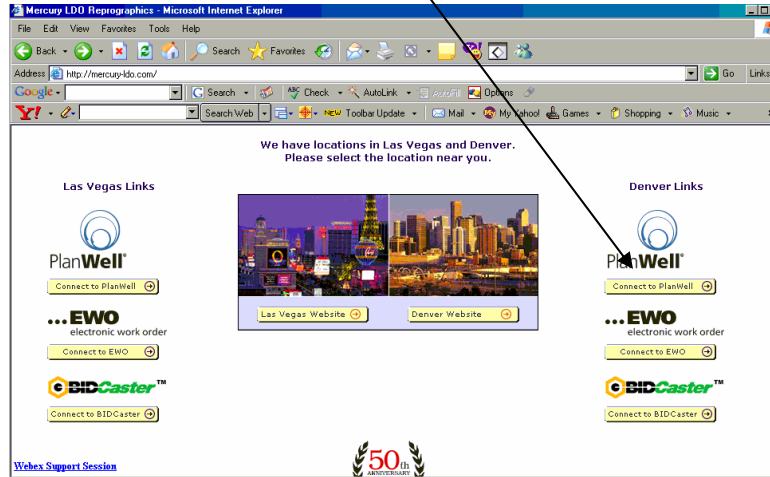 Mercury LDO Reprographics - Microsoft Internet Explorer
File Edit View Favorites Tools Help
Back Search Favorites
Address http://mercury-ldo.com/ Go Links
Google Search Check AutoLink AutoFill Options
Y! Search Web NEW Toolbar Update Mail My Yahoo! Games Shopping Music
We have locations in Las Vegas and Denver.
Please select the location near you.
Las Vegas Links
PlanWell
Connect to PlanWell
...EWO
electronic work order
Connect to EWO
BIDCaster™
Connect to BIDCaster
Las Vegas Website Denver Website
Denver Links
PlanWell
Connect to PlanWell
...EWO
electronic work order
Connect to EWO
BIDCaster™
Connect to BIDCaster
50th
ANNIVERSARY
Webex Support Session